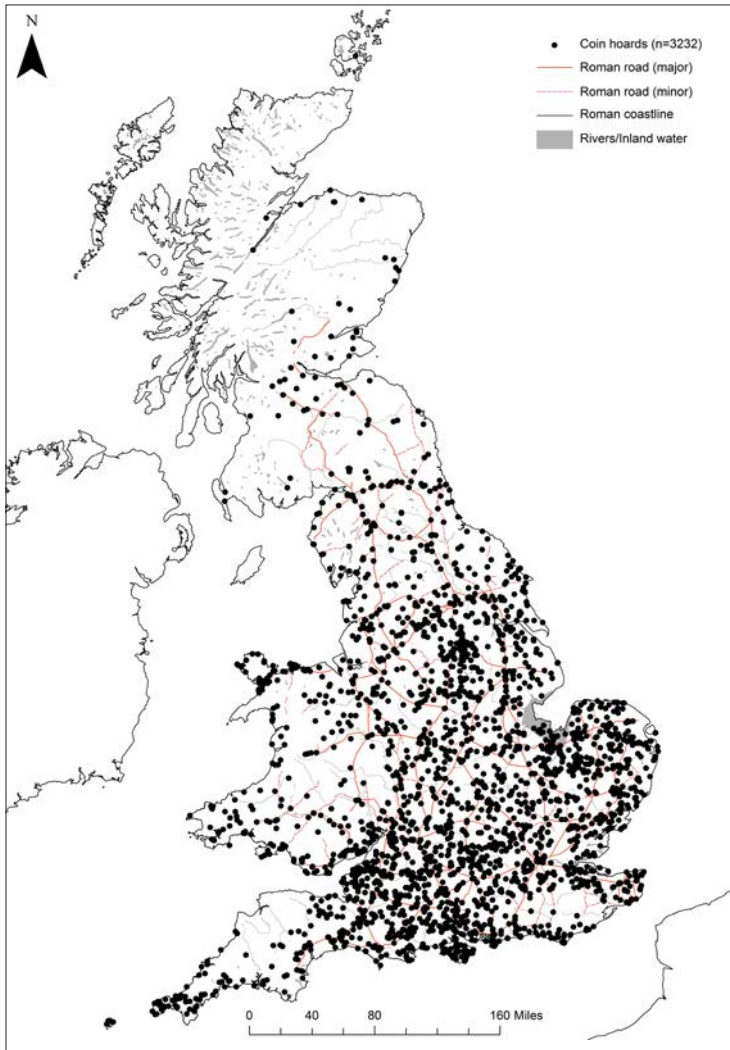 N
Coin hoards (n=3232)
Roman road (major)
Roman road (minor)
Roman coastline
Rivers/Inland water
0 40 80 160 Miles